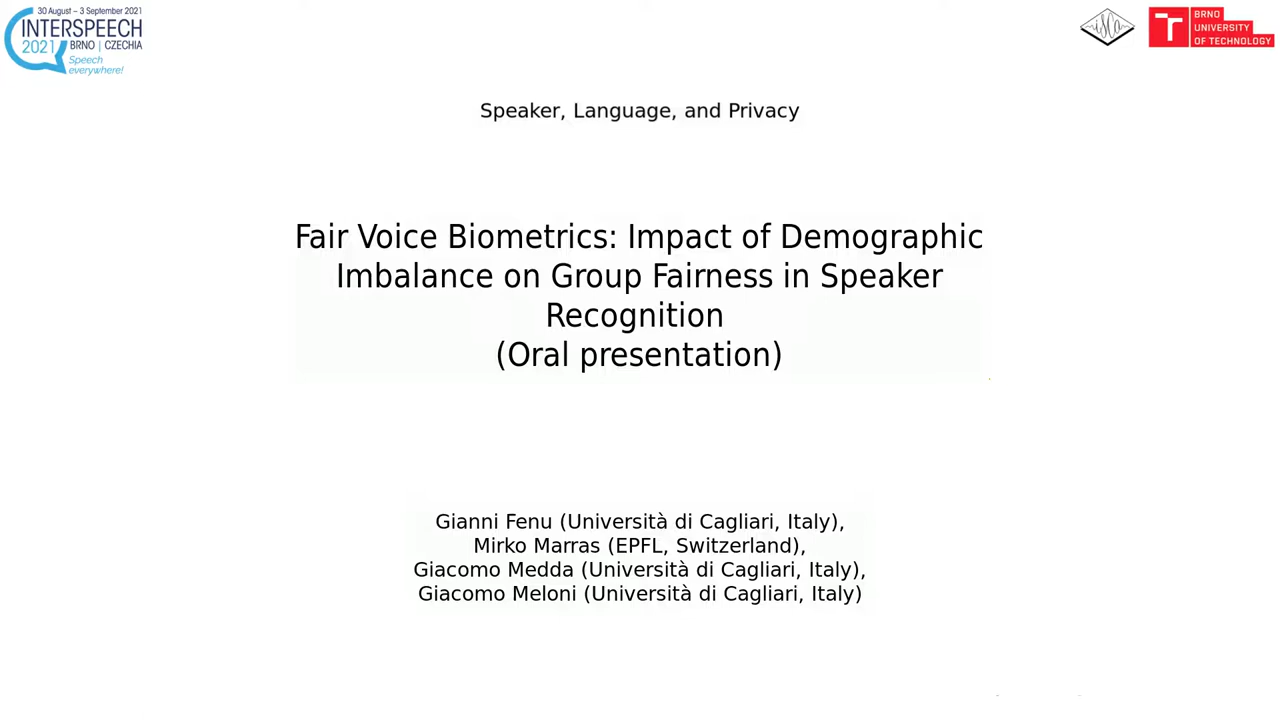 30 August – 3 September 2021
INTERSPEECH
2021 BRNO | CZECHIA
Speech
everywhere!
isca
BRNO
UNIVERSITY
OF TECHNOLOGY
Speaker, Language, and Privacy
Fair Voice Biometrics: Impact of Demographic
Imbalance on Group Fairness in Speaker
Recognition
(Oral presentation)
Gianni Fenu (Università di Cagliari, Italy),
Mirko Marras (EPFL, Switzerland),
Giacomo Medda (Università di Cagliari, Italy),
Giacomo Meloni (Università di Cagliari, Italy)